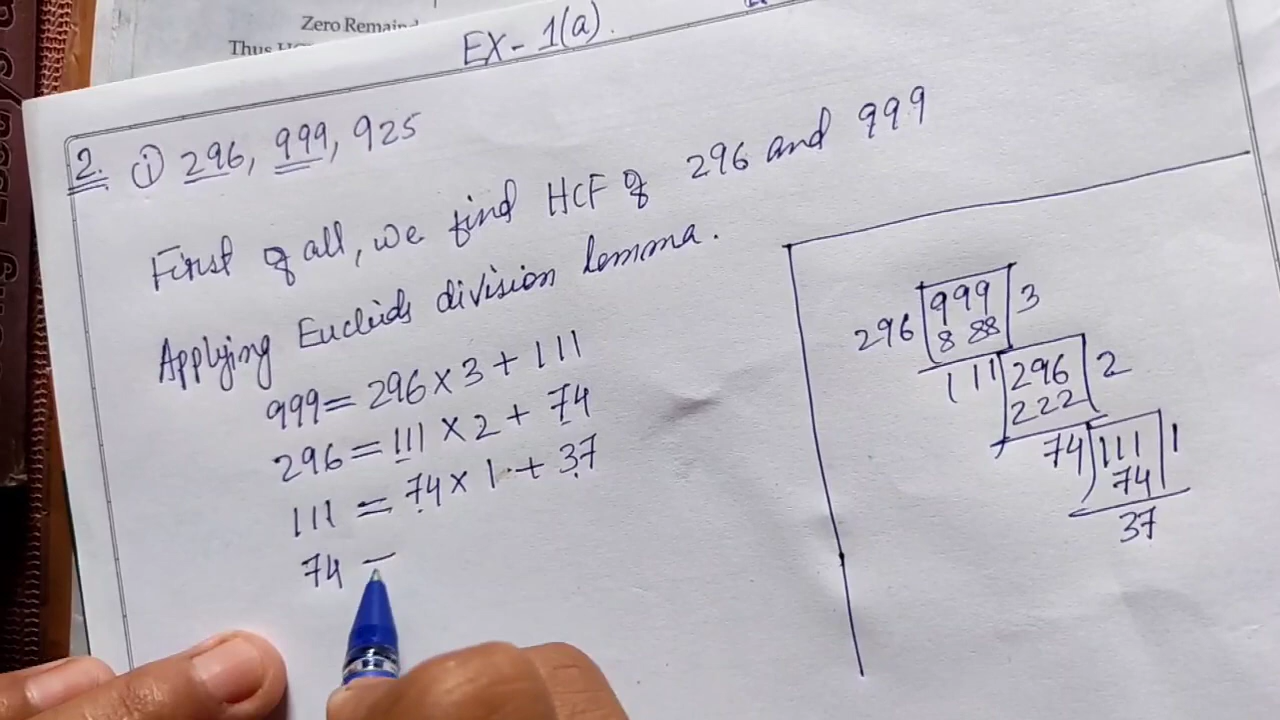 Zero Remain
Thus
EX- 1(a).
2. (i) 296, 999, 925
First of all, we find HCF of 296 and 999
Applying Euclids division lemma.
999 = 296 × 3 + 111
296 = 111 × 2 + 74
111 = 74 × 1 + 37
74 –
296 999 3
888
111 296 2
222
74 111 1
74
37